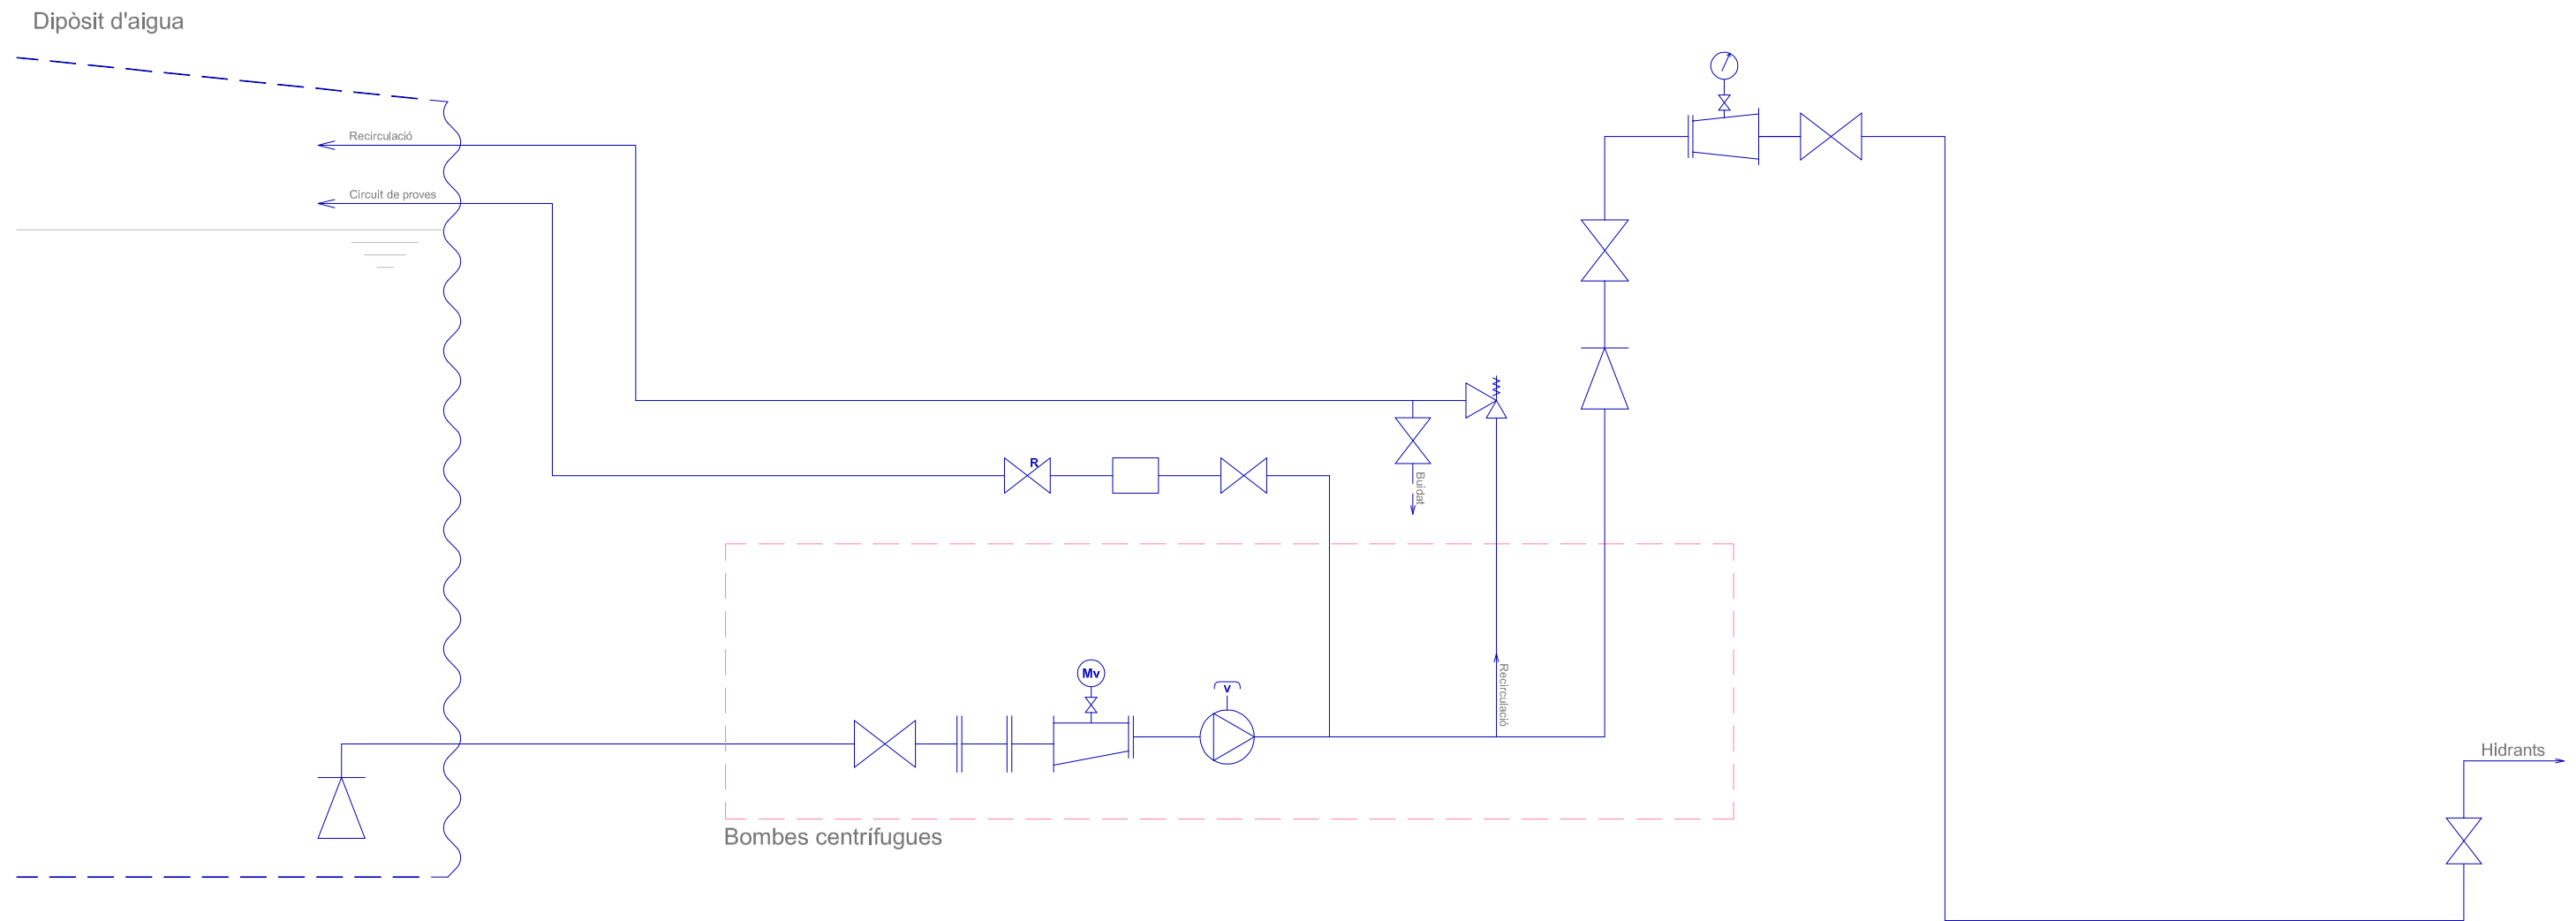 Dipòsit d'aigua
Recirculació
Circuit de proves
R
Buidat
Mv
v
Recirculació
Hidrants
Bombes centrífugues